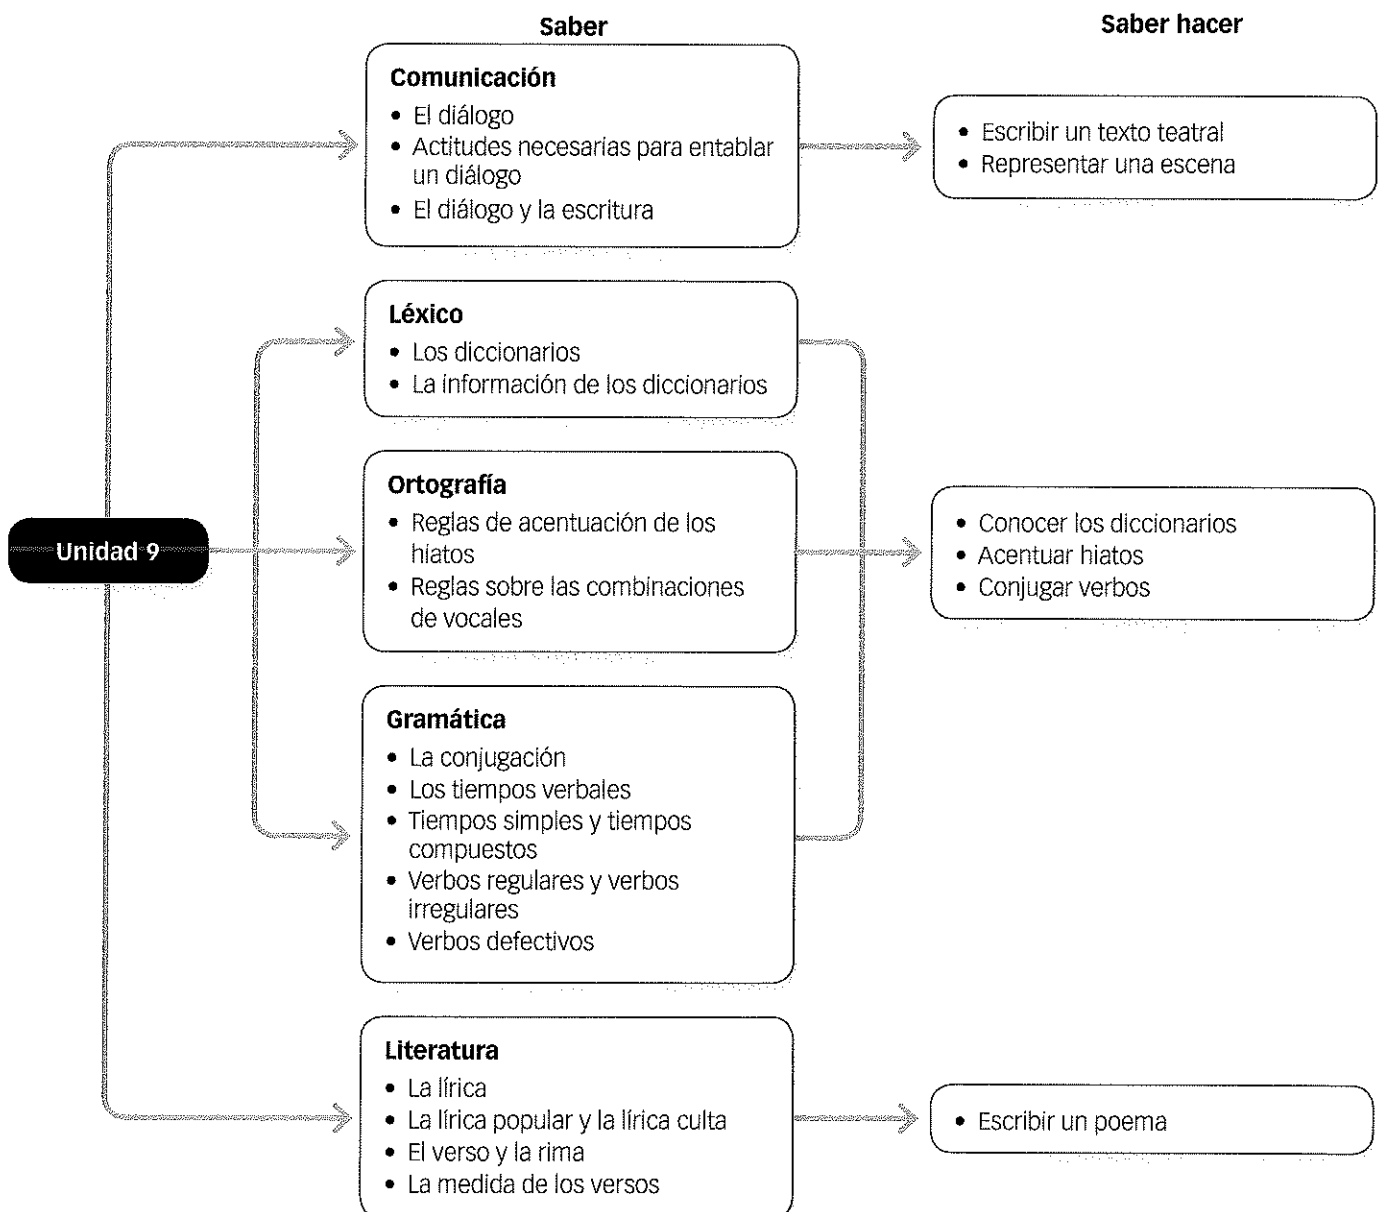 Saber
Saber hacer
Comunicación
• El diálogo
• Actitudes necesarias para entablar
un diálogo
• El diálogo y la escritura
• Escribir un texto teatral
• Representar una escena
Léxico
• Los diccionarios
• La información de los diccionarios
Ortografía
• Reglas de acentuación de los
hiatos
• Reglas sobre las combinaciones
de vocales
Unidad 9
• Conocer los diccionarios
• Acentuar hiatos
• Conjugar verbos
Gramática
• La conjugación
• Los tiempos verbales
• Tiempos simples y tiempos
compuestos
• Verbos regulares y verbos
irregulares
• Verbos defectivos
Literatura
• La lírica
• La lírica popular y la lírica culta
• El verso y la rima
• La medida de los versos
• Escribir un poema